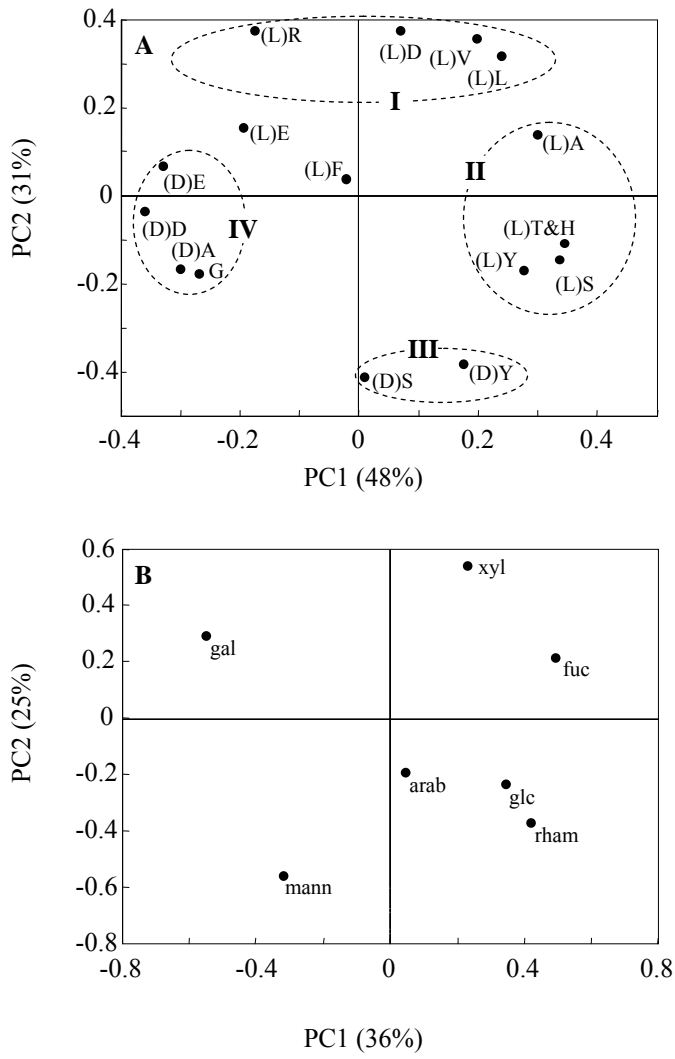 A
0.4
0.2
0
-0.2
-0.4
PC2 (31%)
(L)R
(L)D
(L)V
(L)L
I
(L)E
(L)F
(L)A
II
(D)E
(D)D
IV
(D)A
G
(L)T&H
(L)Y
(L)S
III
(D)S
(D)Y
-0.4
-0.2
0
0.2
0.4
PC1 (48%)
B
0.6
0.4
0.2
0
-0.2
-0.4
-0.6
-0.8
PC2 (25%)
xyl
gal
fuc
arab
glc
rham
mann
-0.8
-0.4
0
0.4
0.8
PC1 (36%)